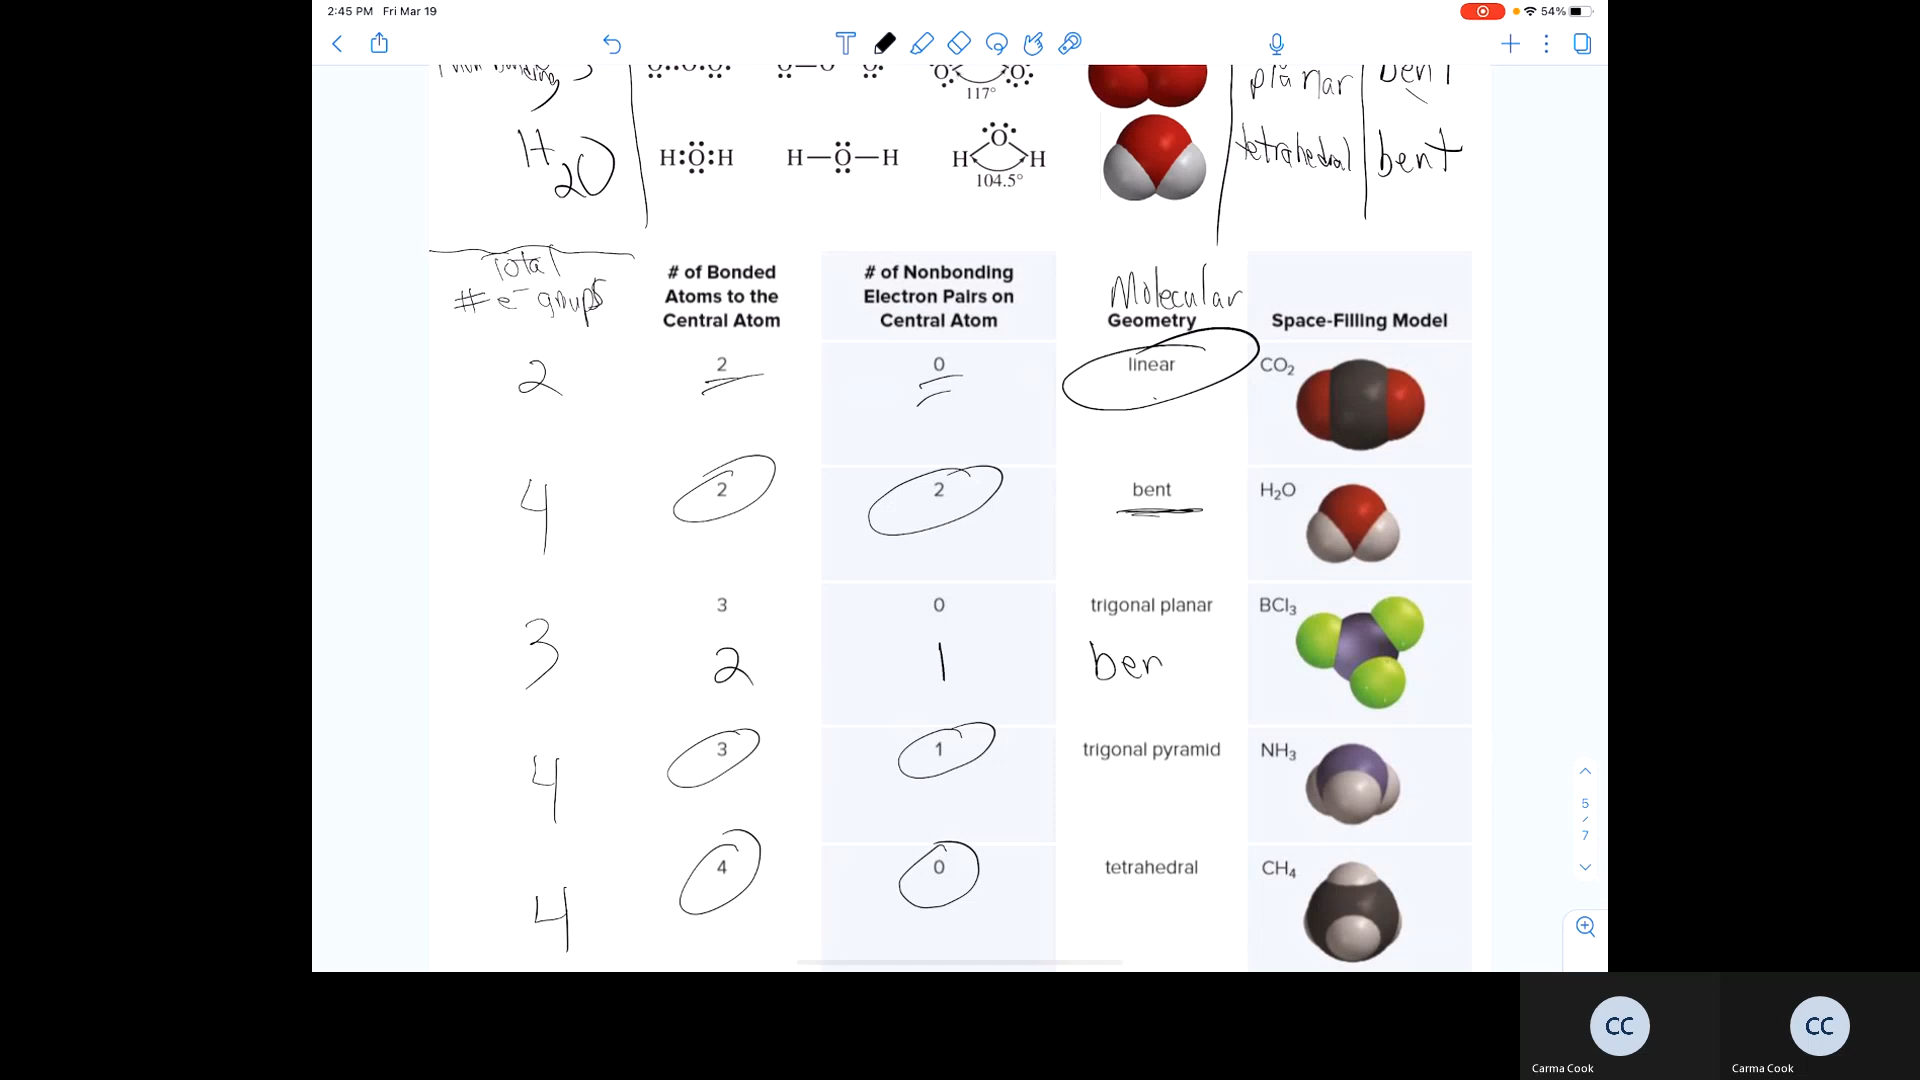 2:45 PM Fri Mar 19
54%
planar bent
117°
H₂O H:O:H H—O—H O H H 104.5° tetrahedral bent
Total
# e⁻ groups
# of Bonded Atoms to the Central Atom
# of Nonbonding Electron Pairs on Central Atom
Molecular
Geometry
Space-Filling Model
2 2 0 linear CO₂
4 2 2 bent H₂O
3 0 trigonal planar BCl₃
3 2 1 ben
4 3 1 trigonal pyramid NH₃
4 4 0 tetrahedral CH₄
5
/
7
CC CC
Carma Cook Carma Cook